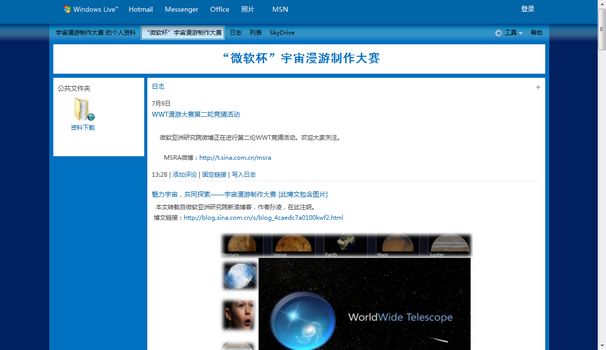 Windows Live™ Hotmail Messenger Office 照片 MSN 登录
宇宙漫游制作大赛 的个人资料 “微软杯”宇宙漫游制作大赛 日志 列表 SkyDrive 工具 帮助
“微软杯”宇宙漫游制作大赛
公共文件夹
资料下载
日志
7月9日
WWT漫游大赛第二轮竞猜活动
微软亚洲研究院微博正在进行第二伦WWT竞猜活动。欢迎大家关注。
MSRA微博：http://t.sina.com.cn/msra
13:28 | 添加评论 | 固定链接 | 写入日志
魅力宇宙，共同探索——宇宙漫游制作大赛 [此博文包含图片]
本文转载自微软亚洲研究院新浪博客，作者孙凌，在此注明。
博文链接：http://blog.sina.com.cn/s/blog_4caedc7a0100kwf2.html
Mercury Venus Earth Mars Jupiter
WorldWide Telescope